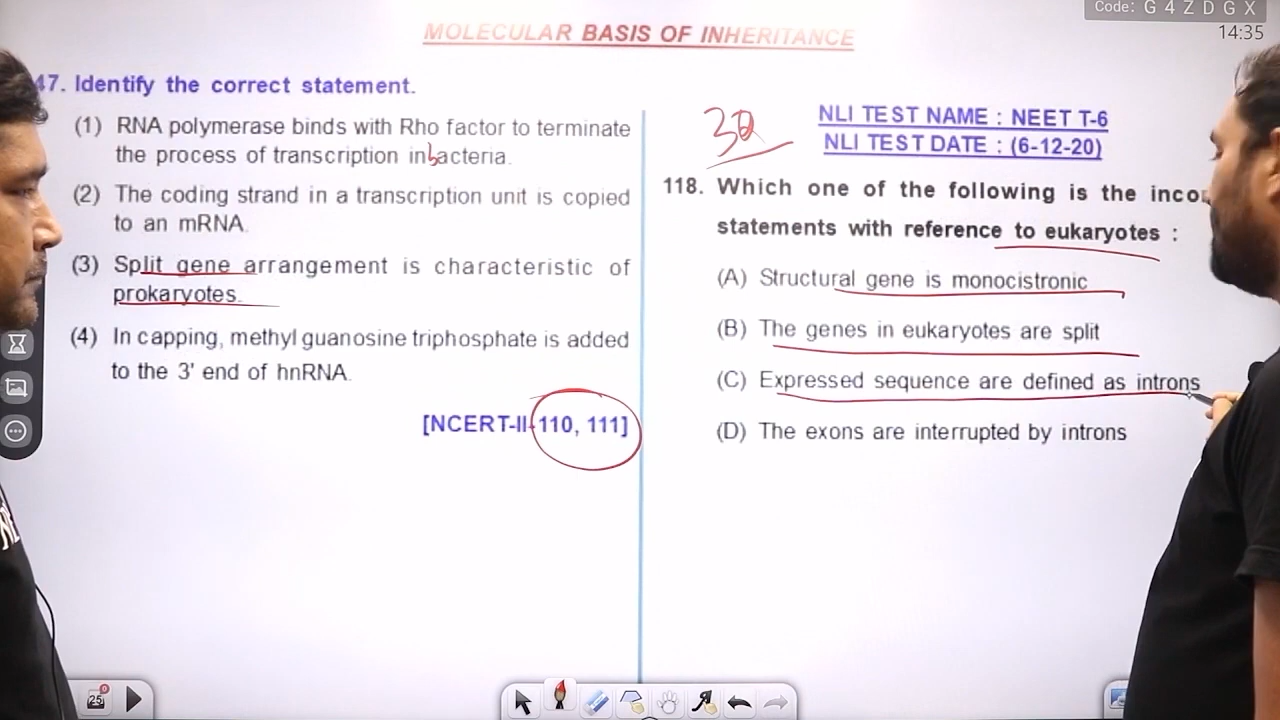 Code: G 4 Z D G X
14:35
MOLECULAR BASIS OF INHERITANCE
47. Identify the correct statement.
(1) RNA polymerase binds with Rho factor to terminate
the process of transcription in bacteria.
(2) The coding strand in a transcription unit is copied
to an mRNA.
(3) Split gene arrangement is characteristic of
prokaryotes.
(4) In capping, methyl guanosine triphosphate is added
to the 3' end of hnRNA.
[NCERT-II-110, 111]
NLI TEST NAME : NEET T-6
NLI TEST DATE : (6-12-20)
118. Which one of the following is the
statements with reference to eukaryotes :
(A) Structural gene is monocistronic
(B) The genes in eukaryotes are split
(C) Expressed sequence are defined as introns
(D) The exons are interrupted by introns
25